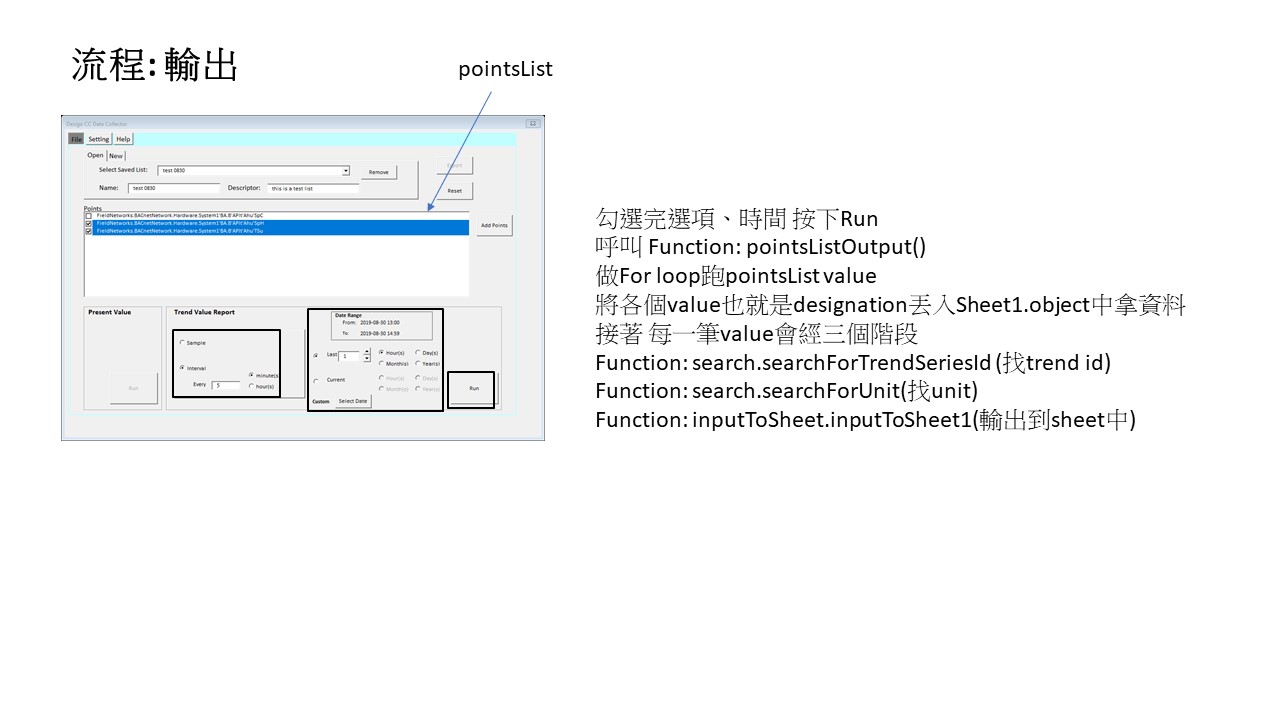 流程: 輸出
pointsList
Design CC Data Collector
File Setting Help
Open New
Select Saved List: test 0830 Remove
Name: test 0830 Descriptor: this is a test list
Reset
Points
FieldNetworks.BACnetNetwork.Hardware.System1'BA.B'APIt'Ahu'SpC
FieldNetworks.BACnetNetwork.Hardware.System1'BA.B'APIt'Ahu'SpH
FieldNetworks.BACnetNetwork.Hardware.System1'BA.B'APIt'Ahu'TSu
Add Points
Present Value
Run
Trend Value Report
Sample
Interval
Every 5 minute(s)
hour(s)
Date Range
From: 2019-08-30 13:00
To: 2019-08-30 14:59
Last 1 Hour(s) Day(s)
Month(s) Year(s)
Current Hour(s) Day(s)
Month(s) Year(s)
Custom Select Date
Run
勾選完選項、時間 按下Run
呼叫 Function: pointsListOutput()
做For loop跑pointsList value
將各個value也就是designation丟入Sheet1.object中拿資料
接著 每一筆value會經三個階段
Function: search.searchForTrendSeriesId (找trend id)
Function: search.searchForUnit(找unit)
Function: inputToSheet.inputToSheet1(輸出到sheet中)